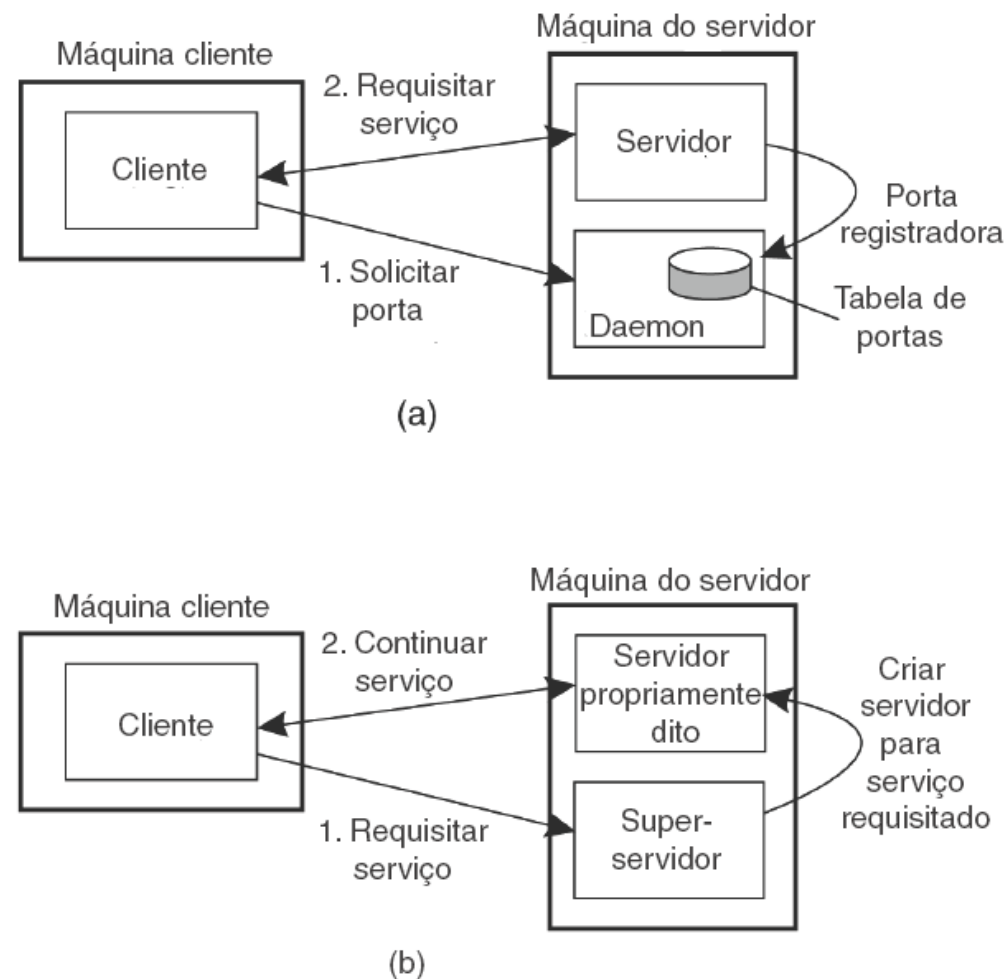 Máquina cliente
Máquina do servidor
2. Requisitar
serviço
Cliente
Servidor
Porta
registradora
1. Solicitar
porta
Daemon
Tabela de
portas
(a)
Máquina cliente
Máquina do servidor
2. Continuar
serviço
Cliente
Servidor
propriamente
dito
Criar
servidor
para
serviço
requisitado
1. Requisitar
serviço
Super-
servidor
(b)